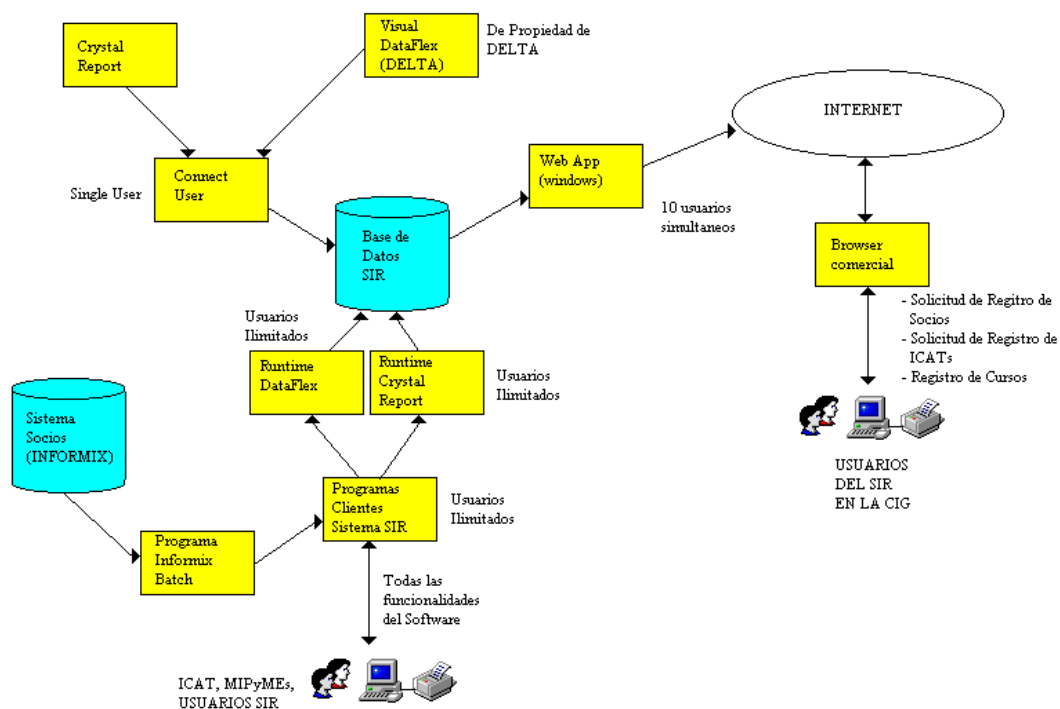 Crystal
Report
Visual
DataFlex
(DELTA)
De Propiedad de
DELTA
INTERNET
Single User
Connect
User
Web App
(windows)
10 usuarios
simultaneos
Base de
Datos
SIR
Browser
comercial
Usuarios
Ilimitados
- Solicitud de Regitro de
Socios
- Solicitud de Registro de
ICATs
- Registro de Cursos
Runtime
DataFlex
Runtime
Crystal
Report
Usuarios
Ilimitados
Sistema
Socios
(INFORMIX)
USUARIOS
DEL SIR
EN LA CIG
Programas
Clientes
Sistema SIR
Usuarios
Ilimitados
Programa
Informix
Batch
Todas las
funcionalidades
del Software
ICAT, MIPyMEs,
USUARIOS SIR